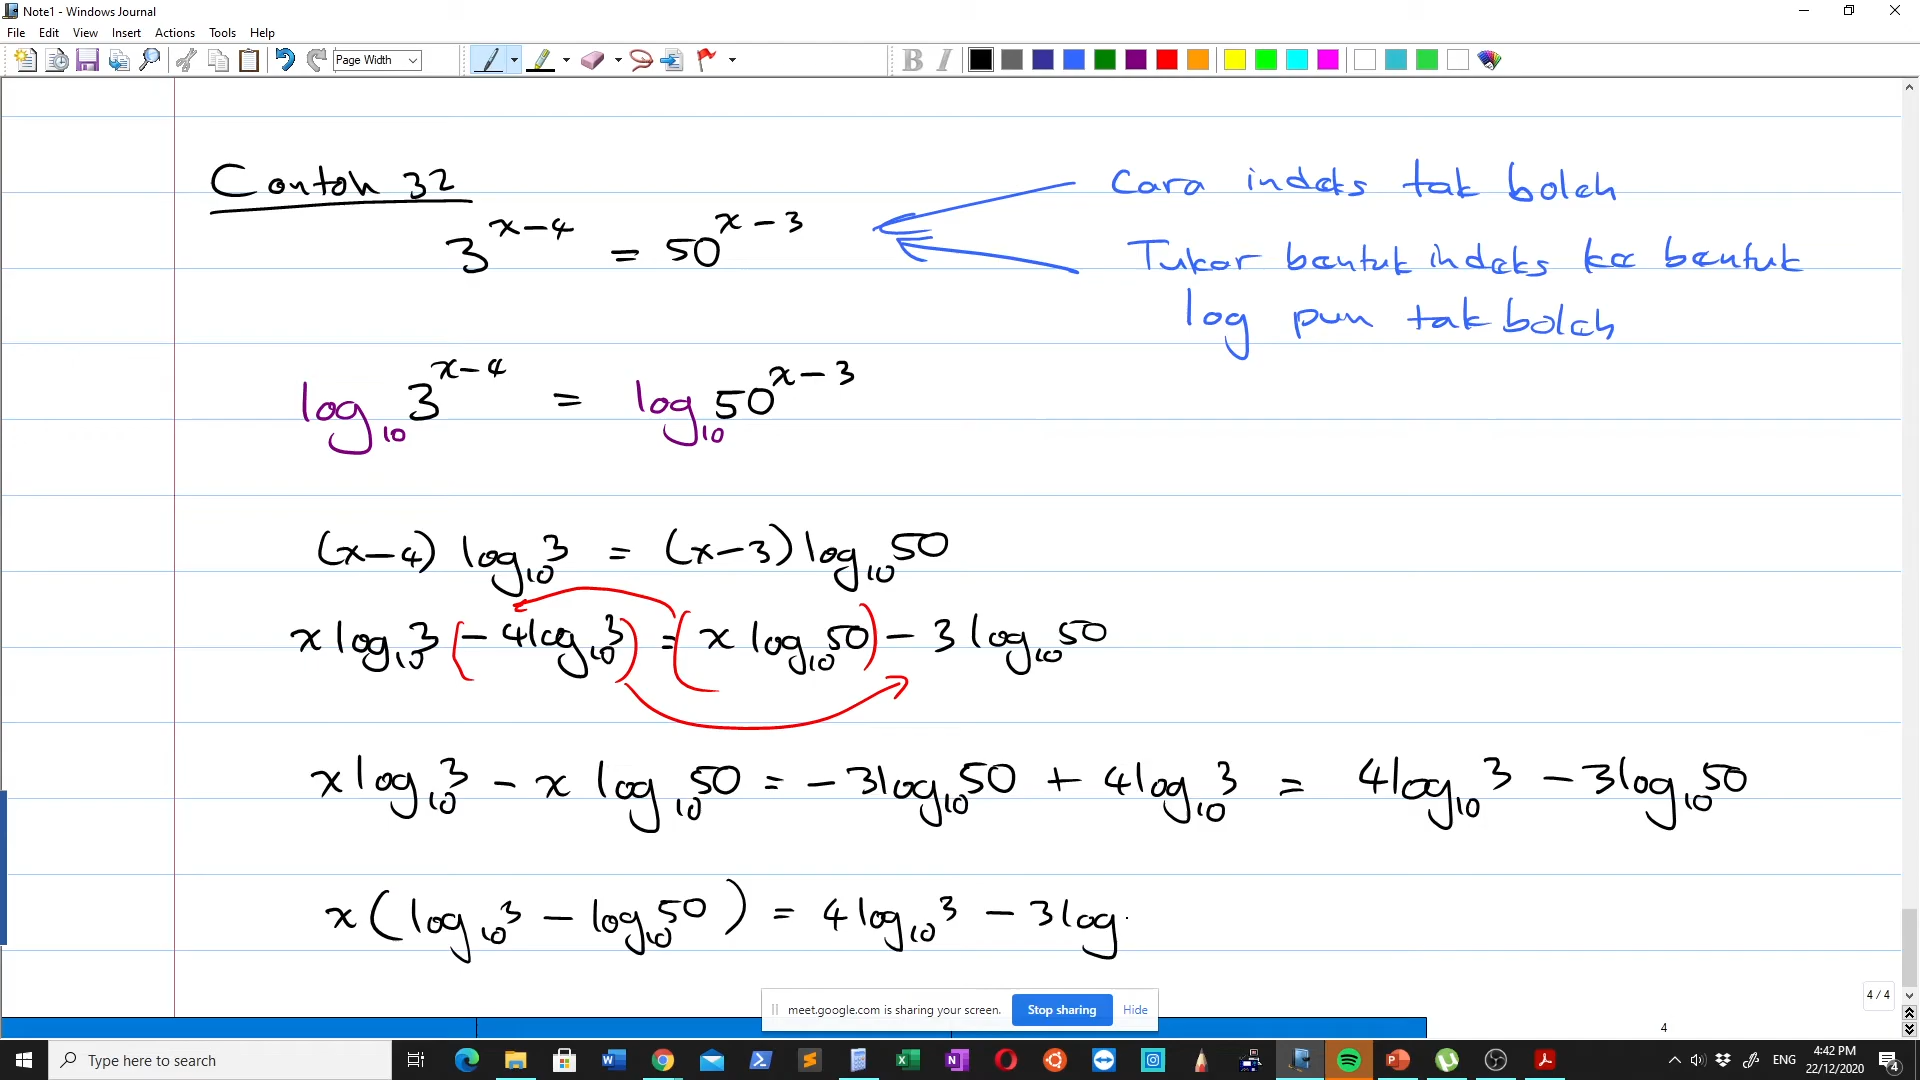 Note1 - Windows Journal
File Edit View Insert Actions Tools Help
Page Width
B I
Contoh 32
3^(x-4) = 50^(x-3)
Cara indeks tak boleh
Tukar bentuk indeks ke bentuk
log pun tak boleh
log₁₀ 3^(x-4) = log₁₀ 50^(x-3)
(x-4) log₁₀ 3 = (x-3) log₁₀ 50
x log₁₀ 3 (- 4 log₁₀ 3) = (x log₁₀ 50) - 3 log₁₀ 50
x log₁₀ 3 - x log₁₀ 50 = -3 log₁₀ 50 + 4 log₁₀ 3 = 4 log₁₀ 3 - 3 log₁₀ 50
x (log₁₀ 3 - log₁₀ 50) = 4 log₁₀ 3 - 3 log
4 / 4
meet.google.com is sharing your screen. Stop sharing Hide
4
Type here to search
ENG
4:42 PM
22/12/2020
4